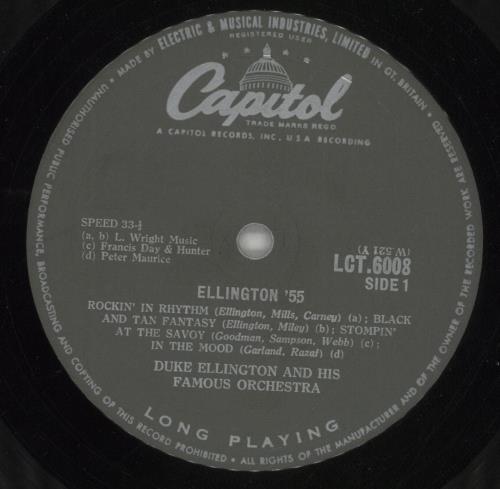 MADE BY ELECTRIC & MUSICAL INDUSTRIES, LIMITED IN GT. BRITAIN •
REGISTERED USER
Capitol
TRADE MARKS REGD
A CAPITOL RECORDS, INC., U S A RECORDING
SPEED 33-⅓
(a, b) L. Wright Music
(c) Francis Day & Hunter
(d) Peter Maurice
(W.521 Y)
LCT.6008
SIDE 1
ELLINGTON '55
ROCKIN' IN RHYTHM (Ellington, Mills, Carney) (a); BLACK
AND TAN FANTASY (Ellington, Miley) (b); STOMPIN'
AT THE SAVOY (Goodman, Sampson, Webb) (c);
IN THE MOOD (Garland, Razaf) (d)
DUKE ELLINGTON AND HIS
FAMOUS ORCHESTRA
LONG PLAYING
UNAUTHORISED PUBLIC PERFORMANCE, BROADCASTING AND COPYING OF THIS RECORD PROHIBITED • ALL RIGHTS OF THE MANUFACTURER AND OF THE OWNER OF THE RECORDED WORK ARE RESERVED.